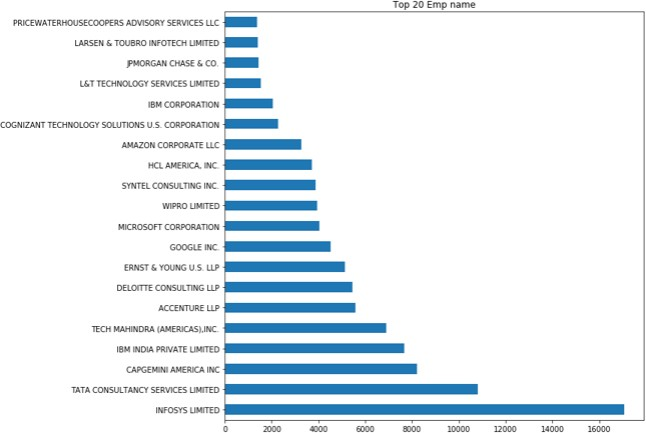 Top 20 Emp name
PRICEWATERHOUSECOOPERS ADVISORY SERVICES LLC
LARSEN & TOUBRO INFOTECH LIMITED
JPMORGAN CHASE & CO.
L&T TECHNOLOGY SERVICES LIMITED
IBM CORPORATION
COGNIZANT TECHNOLOGY SOLUTIONS U.S. CORPORATION
AMAZON CORPORATE LLC
HCL AMERICA, INC.
SYNTEL CONSULTING INC.
WIPRO LIMITED
MICROSOFT CORPORATION
GOOGLE INC.
ERNST & YOUNG U.S. LLP
DELOITTE CONSULTING LLP
ACCENTURE LLP
TECH MAHINDRA (AMERICAS),INC.
IBM INDIA PRIVATE LIMITED
CAPGEMINI AMERICA INC
TATA CONSULTANCY SERVICES LIMITED
INFOSYS LIMITED
0 2000 4000 6000 8000 10000 12000 14000 16000